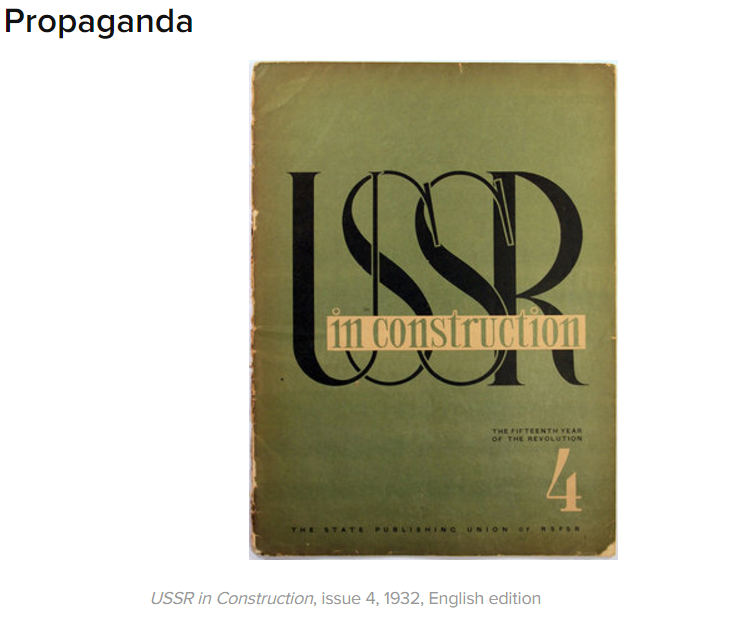 Propaganda
USSR
in construction
THE FIFTEENTH YEAR
OF THE REVOLUTION
4
THE STATE PUBLISHING UNION OF RSFSR
USSR in Construction, issue 4, 1932, English edition